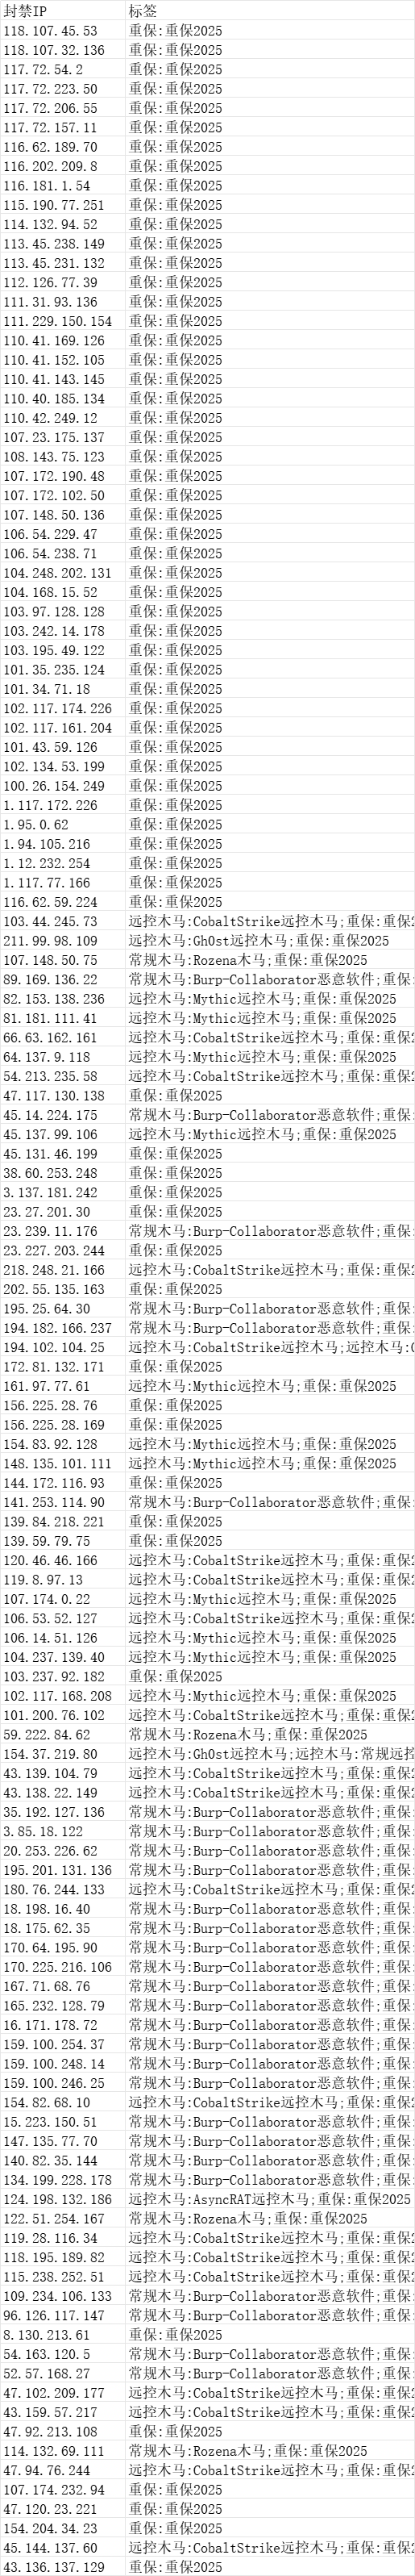 封禁IP 标签
118.107.45.53 重保:重保2025
118.107.32.136 重保:重保2025
117.72.54.2 重保:重保2025
117.72.223.50 重保:重保2025
117.72.206.55 重保:重保2025
117.72.157.11 重保:重保2025
116.62.189.70 重保:重保2025
116.202.209.8 重保:重保2025
116.181.1.54 重保:重保2025
115.190.77.251 重保:重保2025
114.132.94.52 重保:重保2025
113.45.238.149 重保:重保2025
113.45.231.132 重保:重保2025
112.126.77.39 重保:重保2025
111.31.93.136 重保:重保2025
111.229.150.154 重保:重保2025
110.41.169.126 重保:重保2025
110.41.152.105 重保:重保2025
110.41.143.145 重保:重保2025
110.40.185.134 重保:重保2025
110.42.249.12 重保:重保2025
107.23.175.137 重保:重保2025
108.143.75.123 重保:重保2025
107.172.190.48 重保:重保2025
107.172.102.50 重保:重保2025
107.148.50.136 重保:重保2025
106.54.229.47 重保:重保2025
106.54.238.71 重保:重保2025
104.248.202.131 重保:重保2025
104.168.15.52 重保:重保2025
103.97.128.128 重保:重保2025
103.242.14.178 重保:重保2025
103.195.49.122 重保:重保2025
101.35.235.124 重保:重保2025
101.34.71.18 重保:重保2025
102.117.174.226 重保:重保2025
102.117.161.204 重保:重保2025
101.43.59.126 重保:重保2025
102.134.53.199 重保:重保2025
100.26.154.249 重保:重保2025
1.117.172.226 重保:重保2025
1.95.0.62 重保:重保2025
1.94.105.216 重保:重保2025
1.12.232.254 重保:重保2025
1.117.77.166 重保:重保2025
116.62.59.224 重保:重保2025
103.44.245.73 远控木马:CobaltStrike远控木马;重保:重保2
211.99.98.109 远控木马:Gh0st远控木马;重保:重保2025
107.148.50.75 常规木马:Rozena木马;重保:重保2025
89.169.136.22 常规木马:Burp-Collaborator恶意软件;重保:
82.153.138.236 远控木马:Mythic远控木马;重保:重保2025
81.181.111.41 远控木马:Mythic远控木马;重保:重保2025
66.63.162.161 远控木马:CobaltStrike远控木马;重保:重保2
64.137.9.118 远控木马:Mythic远控木马;重保:重保2025
54.213.235.58 远控木马:CobaltStrike远控木马;重保:重保2
47.117.130.138 重保:重保2025
45.14.224.175 常规木马:Burp-Collaborator恶意软件;重保:
45.137.99.106 远控木马:Mythic远控木马;重保:重保2025
45.131.46.199 重保:重保2025
38.60.253.248 重保:重保2025
3.137.181.242 重保:重保2025
23.27.201.30 重保:重保2025
23.239.11.176 常规木马:Burp-Collaborator恶意软件;重保:
23.227.203.244 重保:重保2025
218.248.21.166 远控木马:CobaltStrike远控木马;重保:重保2
202.55.135.163 重保:重保2025
195.25.64.30 常规木马:Burp-Collaborator恶意软件;重保:
194.182.166.237 常规木马:Burp-Collaborator恶意软件;重保:
194.102.104.25 远控木马:CobaltStrike远控木马;远控木马:
172.81.132.171 重保:重保2025
161.97.77.61 远控木马:Mythic远控木马;重保:重保2025
156.225.28.76 重保:重保2025
156.225.28.169 重保:重保2025
154.83.92.128 远控木马:Mythic远控木马;重保:重保2025
148.135.101.111 远控木马:Mythic远控木马;重保:重保2025
144.172.116.93 重保:重保2025
141.253.114.90 常规木马:Burp-Collaborator恶意软件;重保:
139.84.218.221 重保:重保2025
139.59.79.75 重保:重保2025
120.46.46.166 远控木马:CobaltStrike远控木马;重保:重保2
119.8.97.13 远控木马:CobaltStrike远控木马;重保:重保2
107.174.0.22 远控木马:Mythic远控木马;重保:重保2025
106.53.52.127 远控木马:CobaltStrike远控木马;重保:重保2
106.14.51.126 远控木马:Mythic远控木马;重保:重保2025
104.237.139.40 远控木马:Mythic远控木马;重保:重保2025
103.237.92.182 重保:重保2025
102.117.168.208 远控木马:Mythic远控木马;重保:重保2025
101.200.76.102 远控木马:CobaltStrike远控木马;重保:重保2
59.222.84.62 常规木马:Rozena木马;重保:重保2025
154.37.219.80 远控木马:Gh0st远控木马;远控木马:常规远控
43.139.104.79 远控木马:CobaltStrike远控木马;重保:重保2
43.138.22.149 远控木马:CobaltStrike远控木马;重保:重保2
35.192.127.136 常规木马:Burp-Collaborator恶意软件;重保:
3.85.18.122 常规木马:Burp-Collaborator恶意软件;重保:
20.253.226.62 常规木马:Burp-Collaborator恶意软件;重保:
195.201.131.136 常规木马:Burp-Collaborator恶意软件;重保:
180.76.244.133 远控木马:CobaltStrike远控木马;重保:重保2
18.198.16.40 常规木马:Burp-Collaborator恶意软件;重保:
18.175.62.35 常规木马:Burp-Collaborator恶意软件;重保:
170.64.195.90 常规木马:Burp-Collaborator恶意软件;重保:
170.225.216.106 常规木马:Burp-Collaborator恶意软件;重保:
167.71.68.76 常规木马:Burp-Collaborator恶意软件;重保:
165.232.128.79 常规木马:Burp-Collaborator恶意软件;重保:
16.171.178.72 常规木马:Burp-Collaborator恶意软件;重保:
159.100.254.37 常规木马:Burp-Collaborator恶意软件;重保:
159.100.248.14 常规木马:Burp-Collaborator恶意软件;重保:
159.100.246.25 常规木马:Burp-Collaborator恶意软件;重保:
154.82.68.10 远控木马:CobaltStrike远控木马;重保:重保2
15.223.150.51 常规木马:Burp-Collaborator恶意软件;重保:
147.135.77.70 常规木马:Burp-Collaborator恶意软件;重保:
140.82.35.144 常规木马:Burp-Collaborator恶意软件;重保:
134.199.228.178 常规木马:Burp-Collaborator恶意软件;重保:
124.198.132.186 远控木马:AsyncRAT远控木马;重保:重保2025
122.51.254.167 常规木马:Rozena木马;重保:重保2025
119.28.116.34 远控木马:CobaltStrike远控木马;重保:重保2
118.195.189.82 远控木马:CobaltStrike远控木马;重保:重保2
115.238.252.51 远控木马:CobaltStrike远控木马;重保:重保2
109.234.106.133 常规木马:Burp-Collaborator恶意软件;重保:
96.126.117.147 常规木马:Burp-Collaborator恶意软件;重保:
8.130.213.61 重保:重保2025
54.163.120.5 常规木马:Burp-Collaborator恶意软件;重保:
52.57.168.27 常规木马:Burp-Collaborator恶意软件;重保:
47.102.209.177 远控木马:CobaltStrike远控木马;重保:重保2
43.159.57.217 远控木马:CobaltStrike远控木马;重保:重保2
47.92.213.108 重保:重保2025
114.132.69.111 常规木马:Rozena木马;重保:重保2025
47.94.76.244 远控木马:CobaltStrike远控木马;重保:重保2
107.174.232.94 重保:重保2025
47.120.23.221 重保:重保2025
154.204.34.23 重保:重保2025
45.144.137.60 远控木马:CobaltStrike远控木马;重保:重保2
43.136.137.129 重保:重保2025